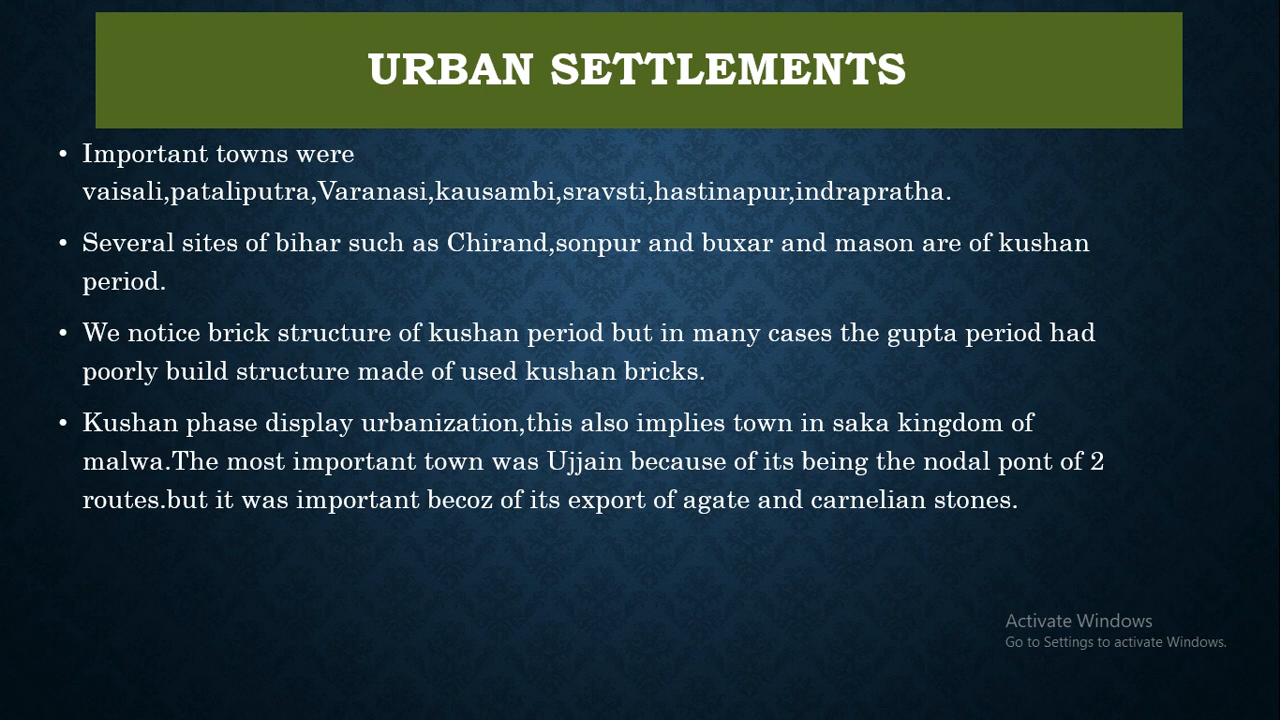 URBAN SETTLEMENTS
• Important towns were
vaisali,pataliputra,Varanasi,kausambi,sravsti,hastinapur,indrapratha.
• Several sites of bihar such as Chirand,sonpur and buxar and mason are of kushan
period.
• We notice brick structure of kushan period but in many cases the gupta period had
poorly build structure made of used kushan bricks.
• Kushan phase display urbanization,this also implies town in saka kingdom of
malwa.The most important town was Ujjain because of its being the nodal pont of 2
routes.but it was important becoz of its export of agate and carnelian stones.
Activate Windows
Go to Settings to activate Windows.